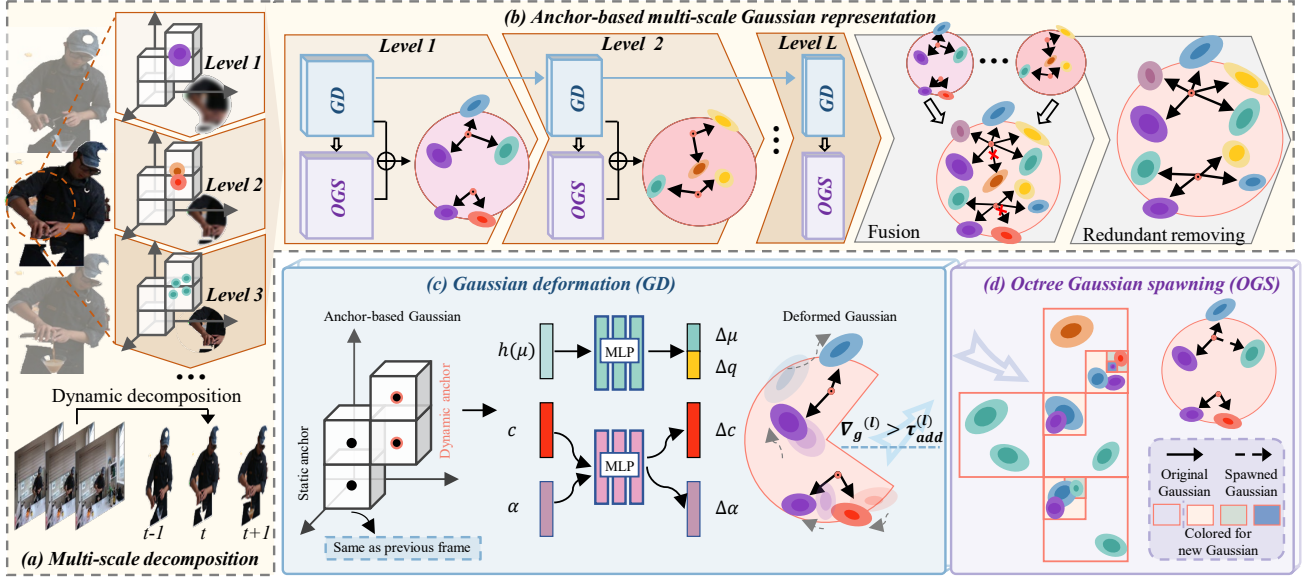 Level 1
Level 2
Level 3
Dynamic decomposition
t-1
t
t+1
(a) Multi-scale decomposition
(b) Anchor-based multi-scale Gaussian representation
Level 1
Level 2
Level L
GD
OGS
GD
OGS
GD
OGS
Fusion
Redundant removing
(c) Gaussian deformation (GD)
Anchor-based Gaussian
Static anchor
Dynamic anchor
Same as previous frame
h(μ)
c
α
MLP
MLP
Δμ
Δq
Δc
Δα
Deformed Gaussian
∇g⁽ˡ⁾ > τadd⁽ˡ⁾
(d) Octree Gaussian spawning (OGS)
Original
Gaussian
Spawned
Gaussian
Colored for
new Gaussian